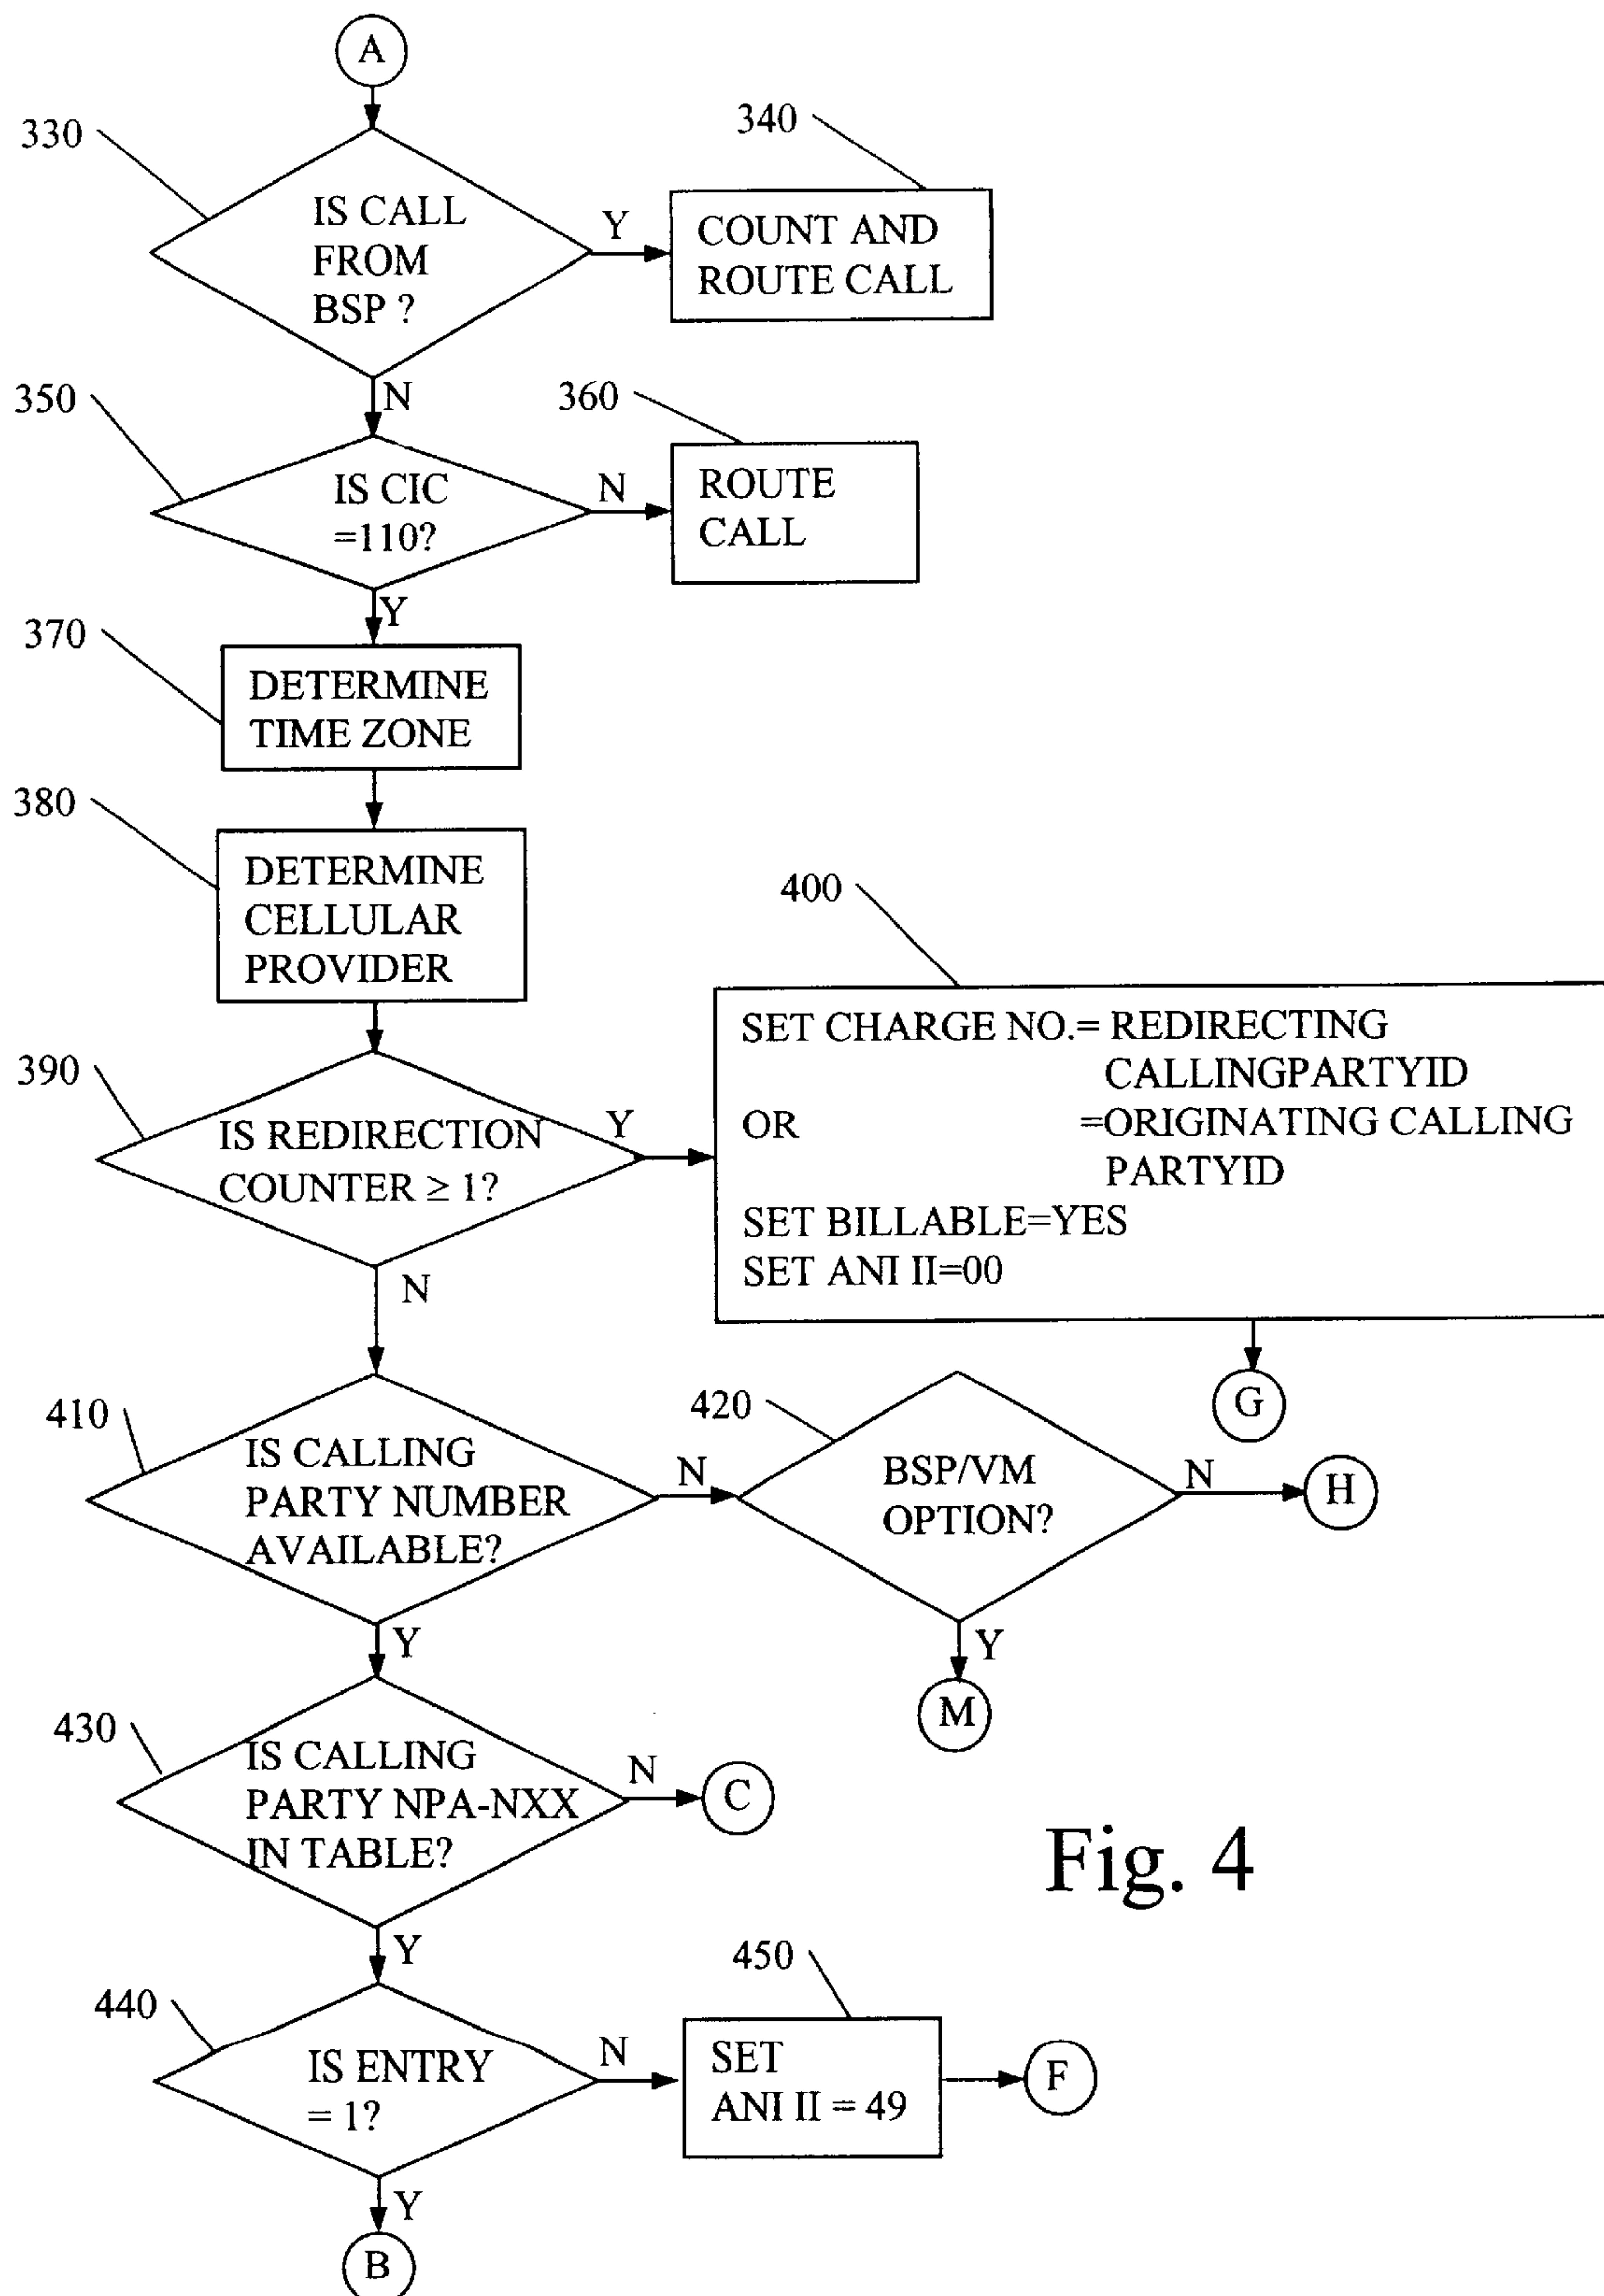 A
330
340
IS CALL
FROM
BSP ?
Y
COUNT AND
ROUTE CALL
N
350
360
IS CIC
=110?
N
ROUTE
CALL
Y
370
DETERMINE
TIME ZONE
380
DETERMINE
CELLULAR
PROVIDER
400
SET CHARGE NO.= REDIRECTING
CALLINGPARTYID
OR =ORIGINATING CALLING
PARTYID
SET BILLABLE=YES
SET ANI II=00
390
IS REDIRECTION
COUNTER ≥ 1?
Y
N
G
410
IS CALLING
PARTY NUMBER
AVAILABLE?
N
420
BSP/VM
OPTION?
N
H
Y
Y
M
430
IS CALLING
PARTY NPA-NXX
IN TABLE?
N
C
Fig. 4
Y
440
450
IS ENTRY
= 1?
N
SET
ANI II = 49
F
Y
B